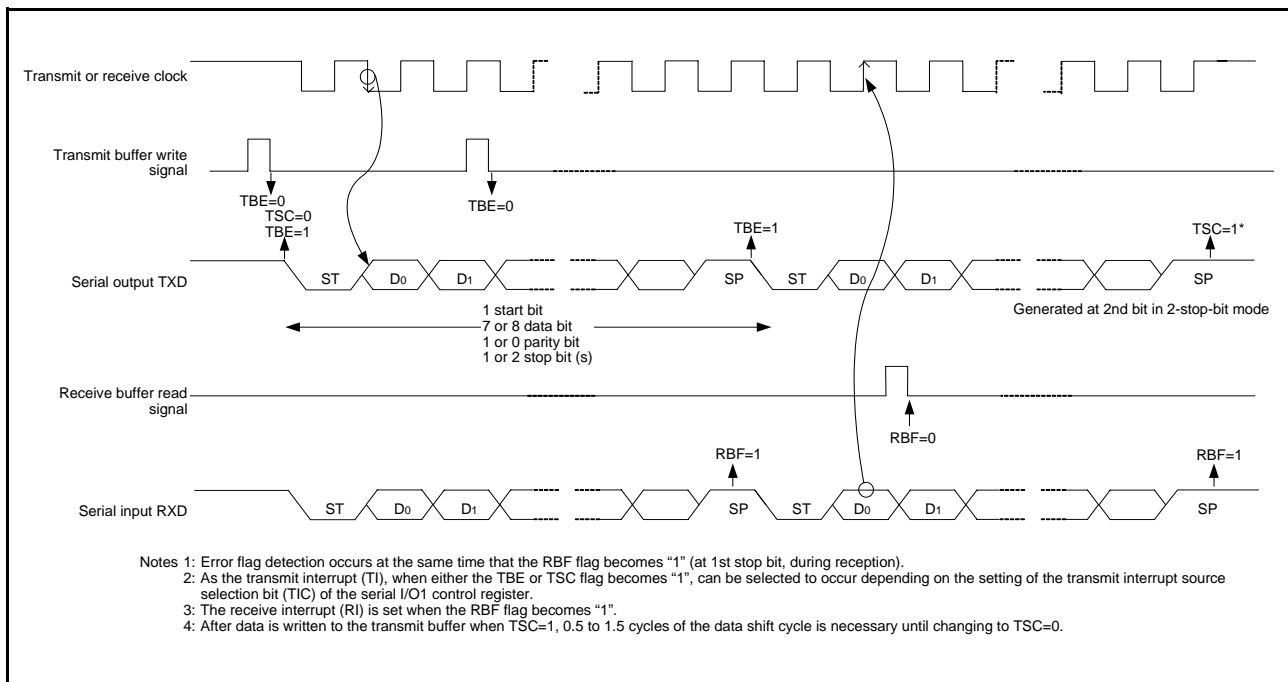 Transmit or receive clock
Transmit buffer write
signal
TBE=0
TSC=0
TBE=1
TBE=0
TBE=1
TSC=1*
Serial output TXD
ST D0 D1 SP ST D0 D1 SP
1 start bit
7 or 8 data bit
1 or 0 parity bit
1 or 2 stop bit (s)
Generated at 2nd bit in 2-stop-bit mode
Receive buffer read
signal
RBF=0
RBF=1
RBF=1
Serial input RXD
ST D0 D1 SP ST D0 D1 SP
Notes 1: Error flag detection occurs at the same time that the RBF flag becomes “1” (at 1st stop bit, during reception).
2: As the transmit interrupt (TI), when either the TBE or TSC flag becomes “1”, can be selected to occur depending on the setting of the transmit interrupt source
selection bit (TIC) of the serial I/O1 control register.
3: The receive interrupt (RI) is set when the RBF flag becomes “1”.
4: After data is written to the transmit buffer when TSC=1, 0.5 to 1.5 cycles of the data shift cycle is necessary until changing to TSC=0.